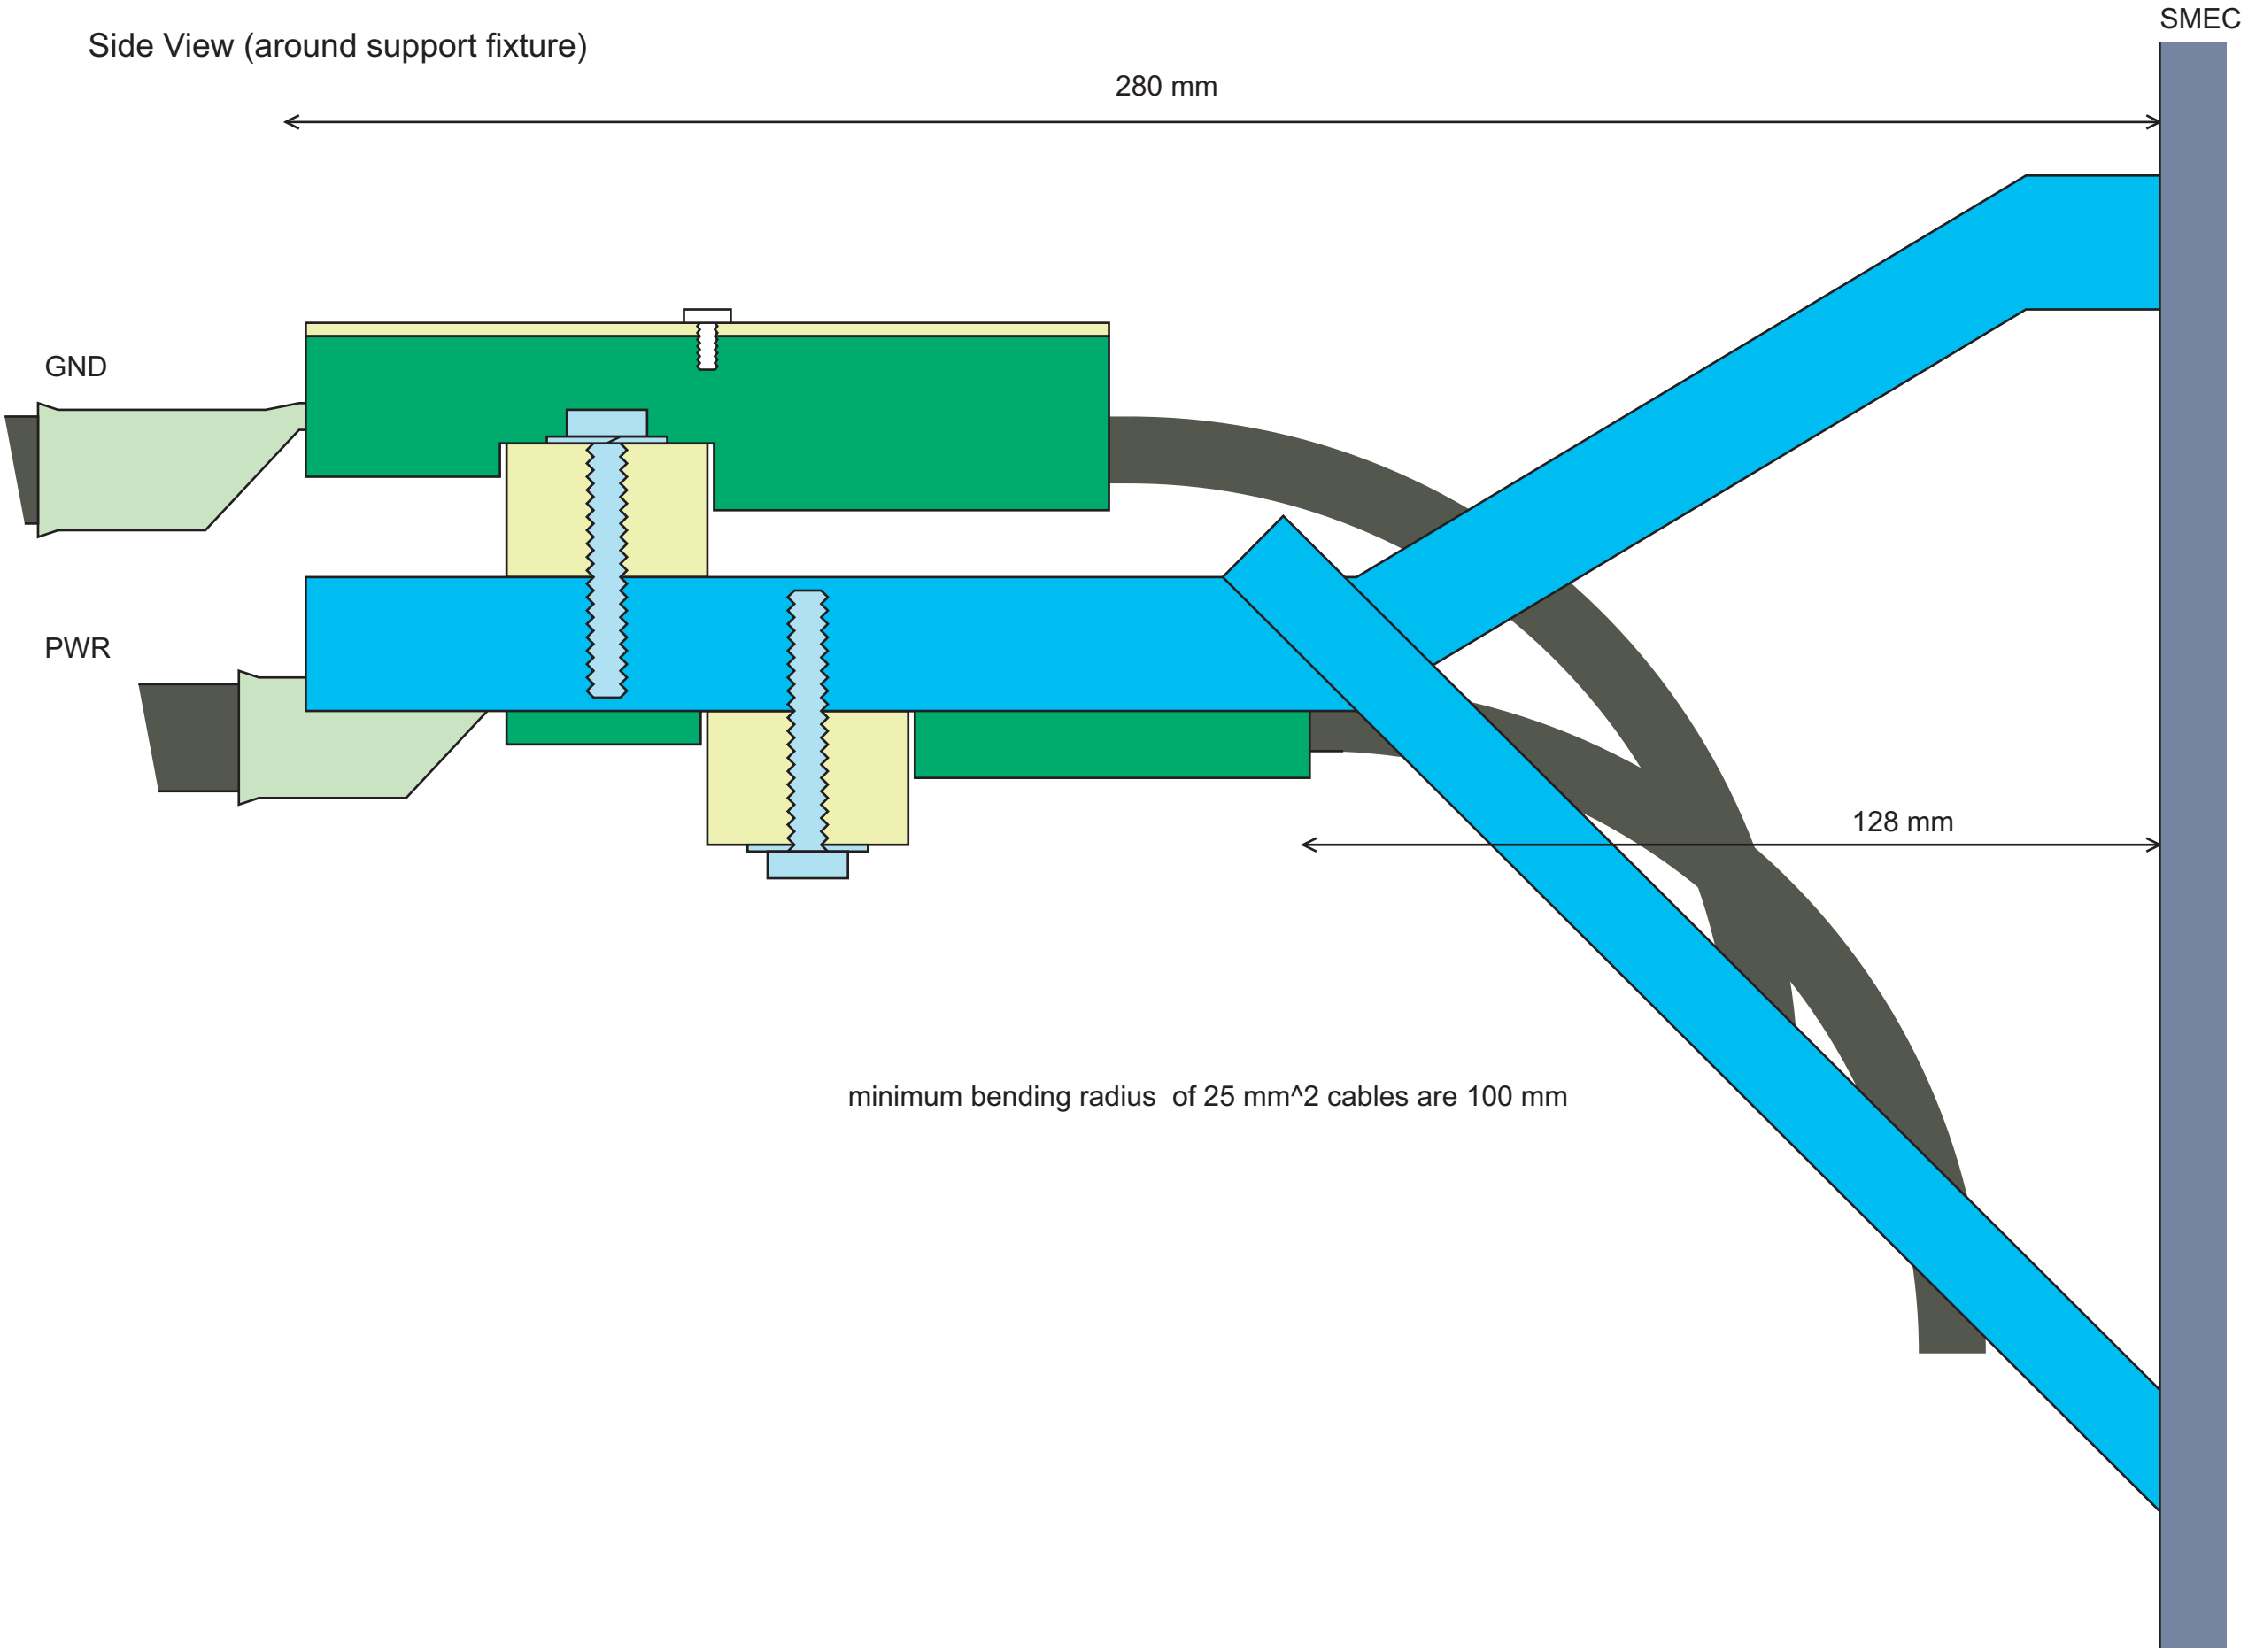 SMEC
Side View (around support fixture)
280 mm
GND
PWR
128 mm
minimum bending radius  of 25 mm^2 cables are 100 mm